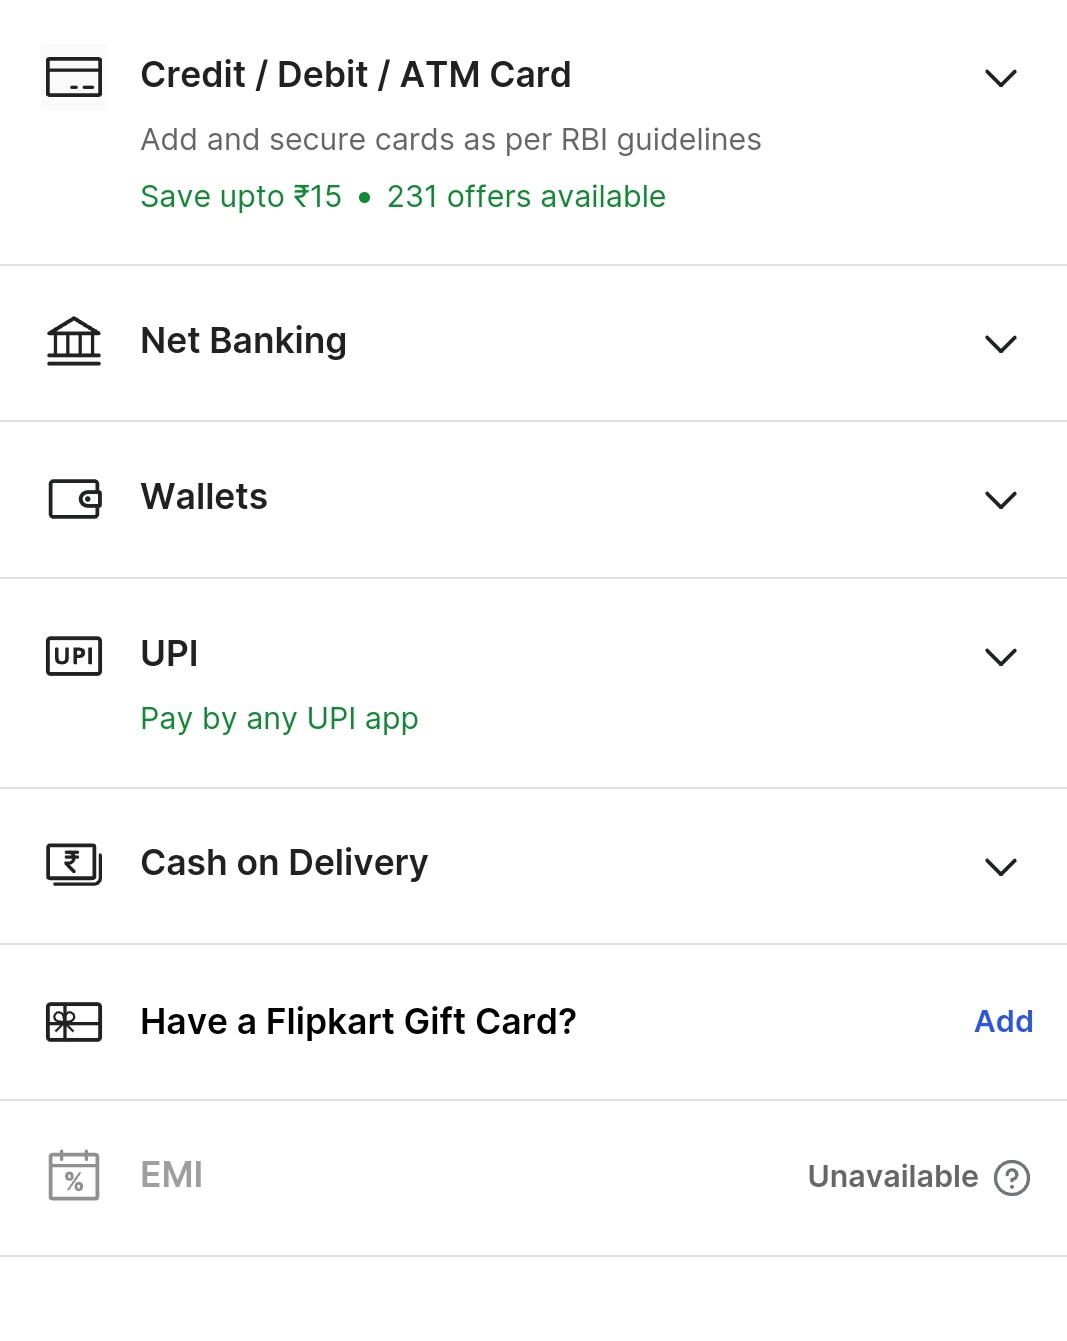 Credit / Debit / ATM Card
Add and secure cards as per RBI guidelines
Save upto ₹15 • 231 offers available
Net Banking
Wallets
UPI
UPI
Pay by any UPI app
₹
Cash on Delivery
Have a Flipkart Gift Card?
Add
%
EMI
Unavailable ?